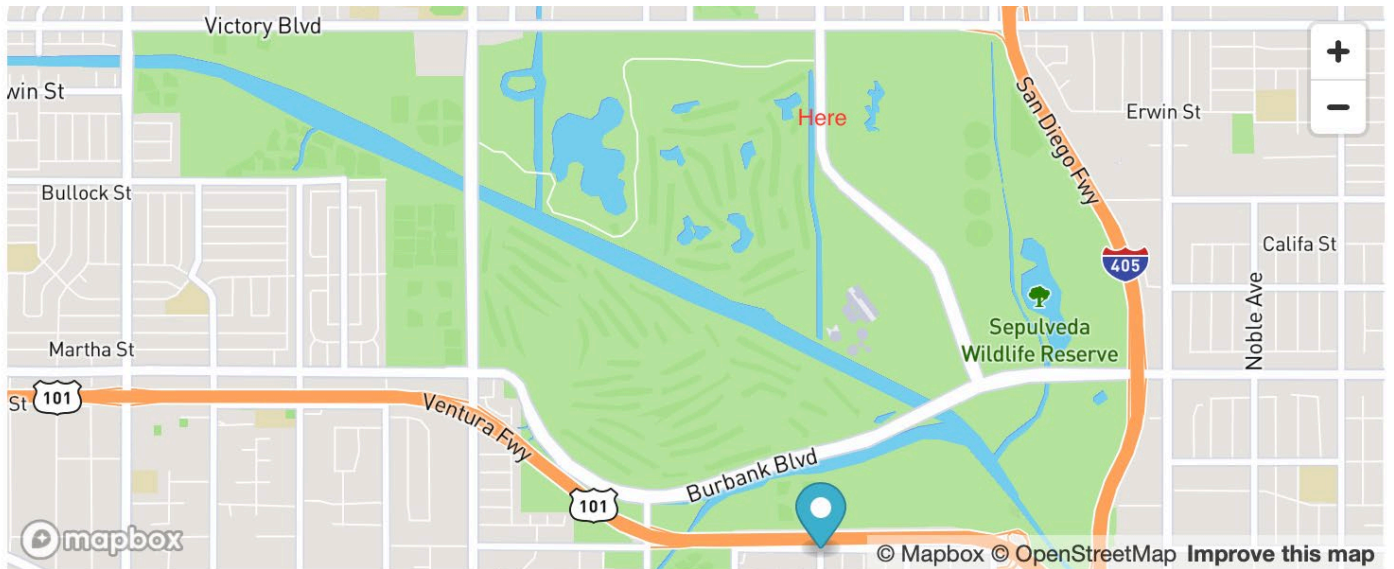 Victory Blvd
+
−
win St
San Diego Fwy
Here
Erwin St
Bullock St
Califa St
405
Noble Ave
Sepulveda
Wildlife Reserve
Martha St
101
St
Ventura Fwy
Burbank Blvd
101
mapbox
© Mapbox © OpenStreetMap Improve this map